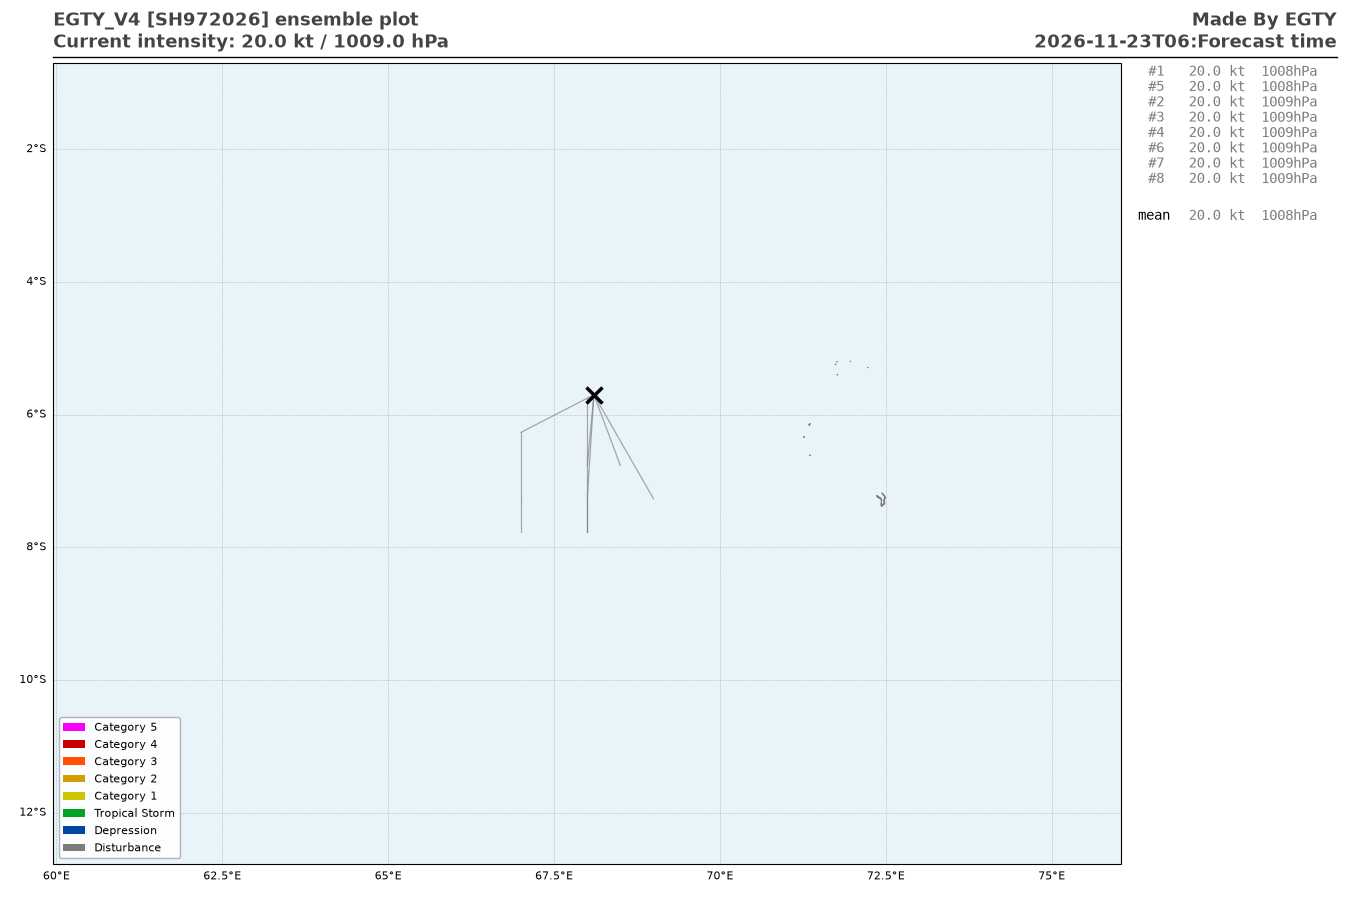 EGTY_V4 [SH972026] ensemble plot
Current intensity: 20.0 kt / 1009.0 hPa
Made By EGTY
2026-11-23T06:Forecast time
#1 20.0 kt 1008hPa
#5 20.0 kt 1008hPa
#2 20.0 kt 1009hPa
#3 20.0 kt 1009hPa
#4 20.0 kt 1009hPa
#6 20.0 kt 1009hPa
#7 20.0 kt 1009hPa
#8 20.0 kt 1009hPa
mean 20.0 kt 1008hPa
2°S
4°S
6°S
8°S
10°S
12°S
Category 5
Category 4
Category 3
Category 2
Category 1
Tropical Storm
Depression
Disturbance
60°E 62.5°E 65°E 67.5°E 70°E 72.5°E 75°E